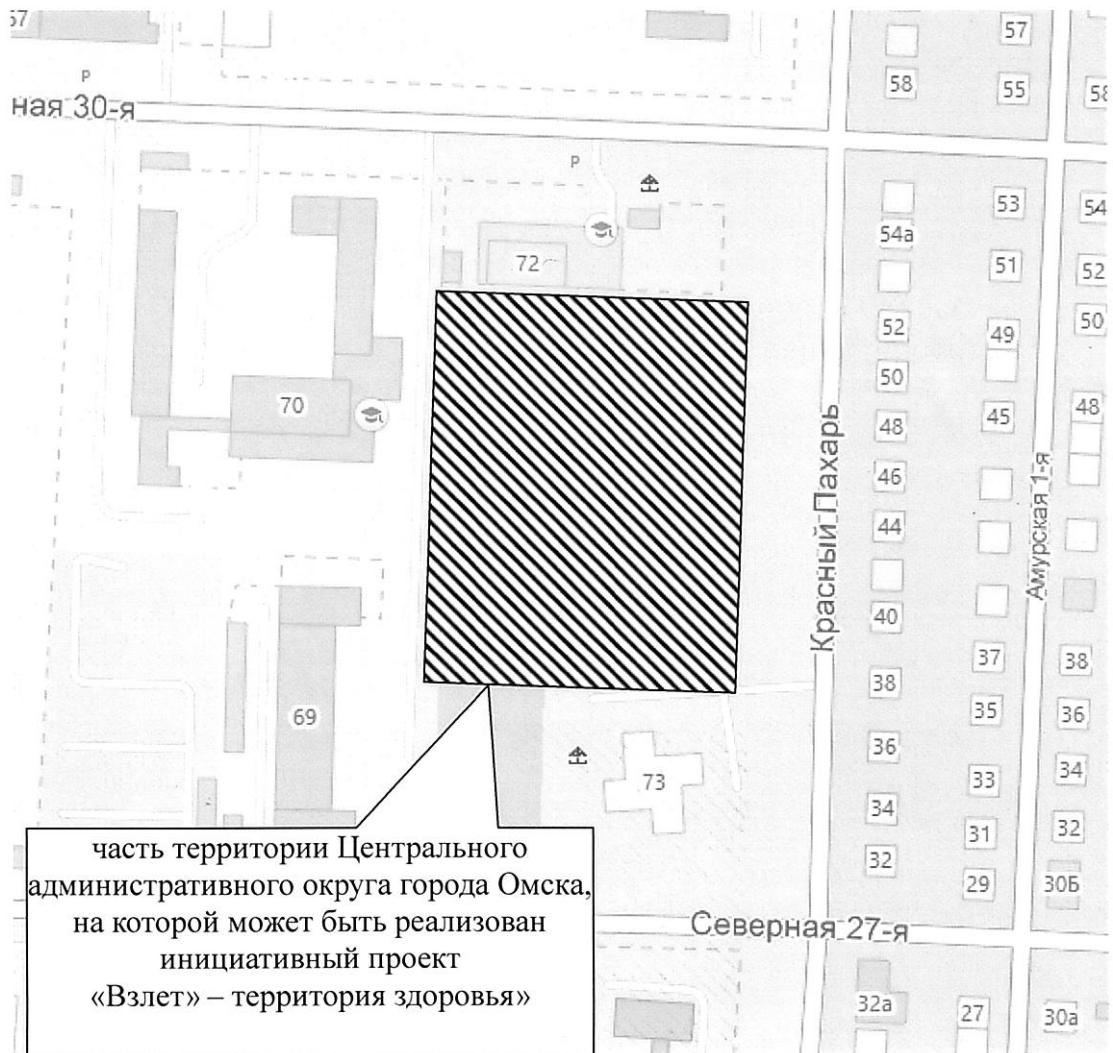 57
57
58
55
58
P
ная 30-я
P
53
54
54а
72
51
52
52
49
50
50
70
48
45
48
46
44
Красный Пахарь
Амурская 1-я
40
37
38
38
35
36
69
36
73
33
34
34
31
32
32
29
30Б
часть территории Центрального
административного округа города Омска,
на которой может быть реализован
инициативный проект
«Взлет» – территория здоровья»
Северная 27-я
32а
27
30а